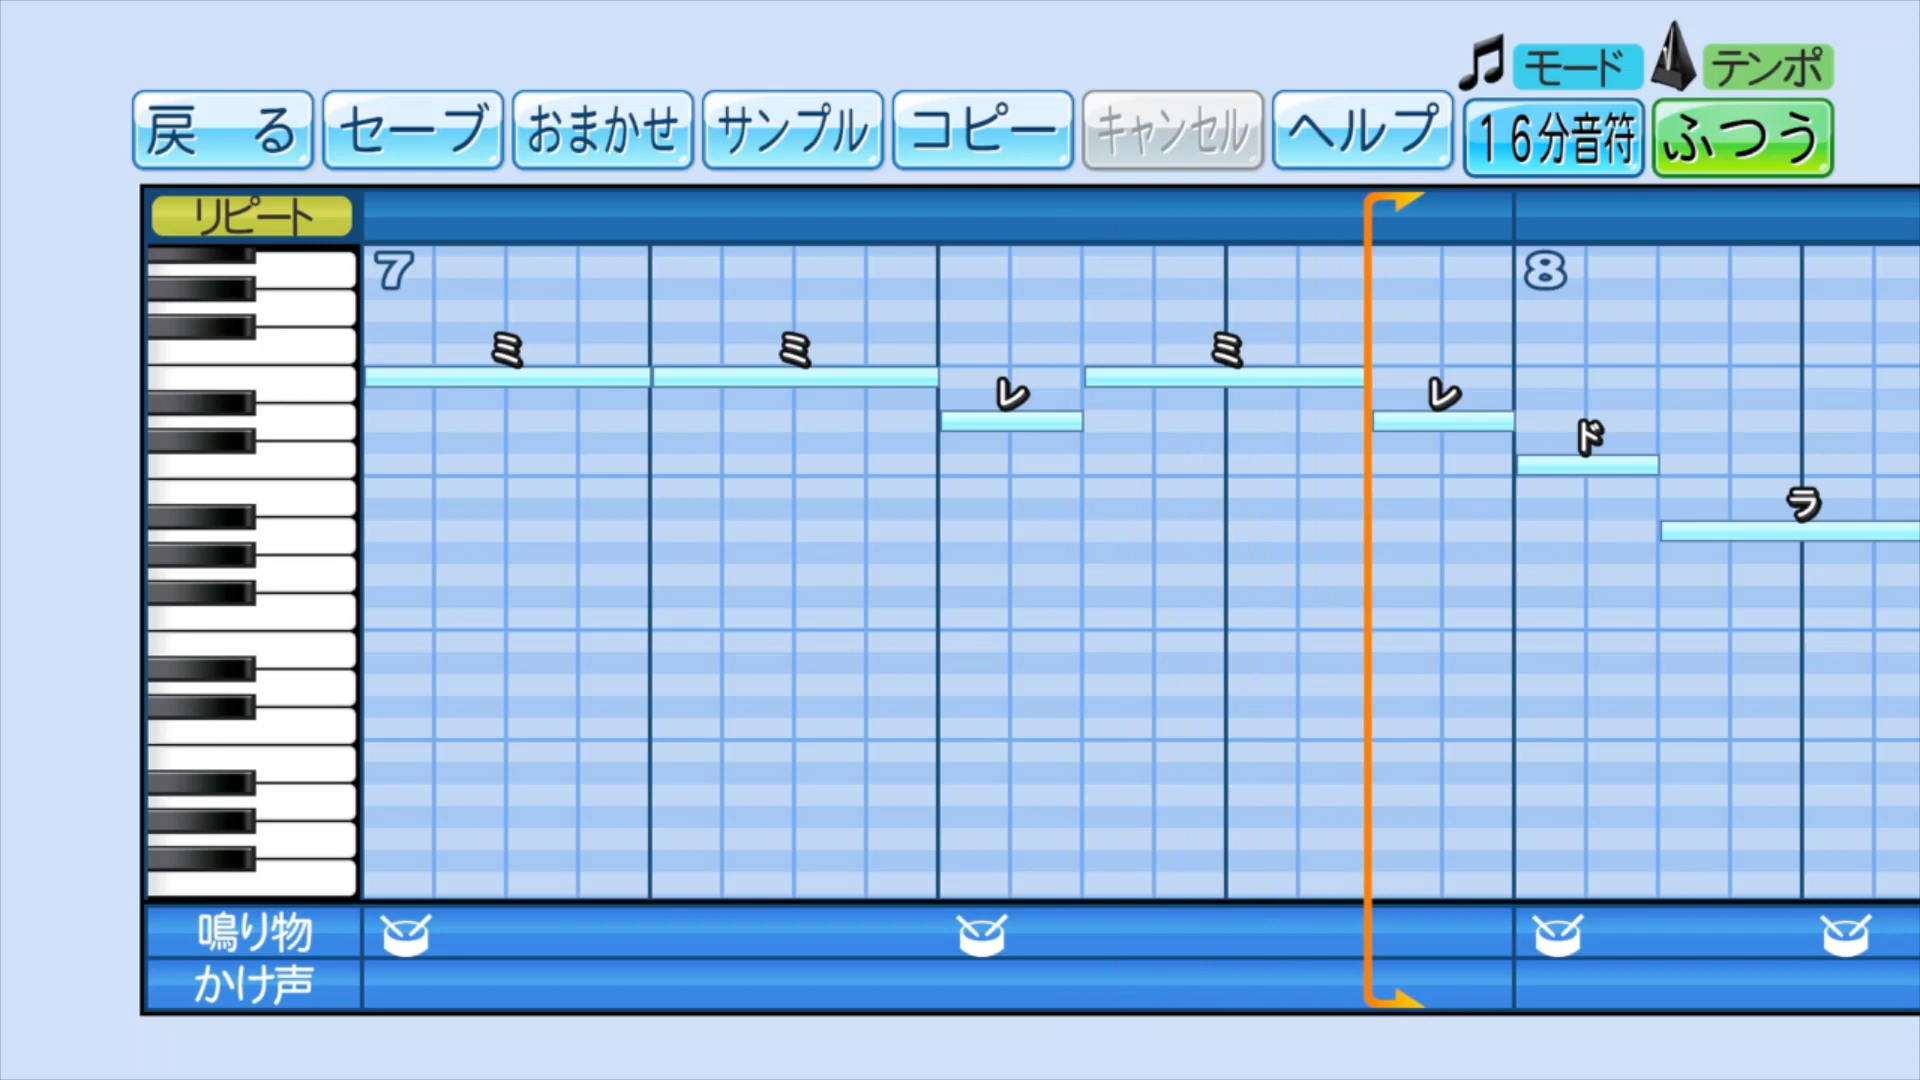 モード テンポ
戻 る セーブ おまかせ サンプル コピー キャンセル ヘルプ 16分音符 ふつう
リピート
7 8
ミ ミ ミ
レ レ
ド
ラ
鳴り物
かけ声